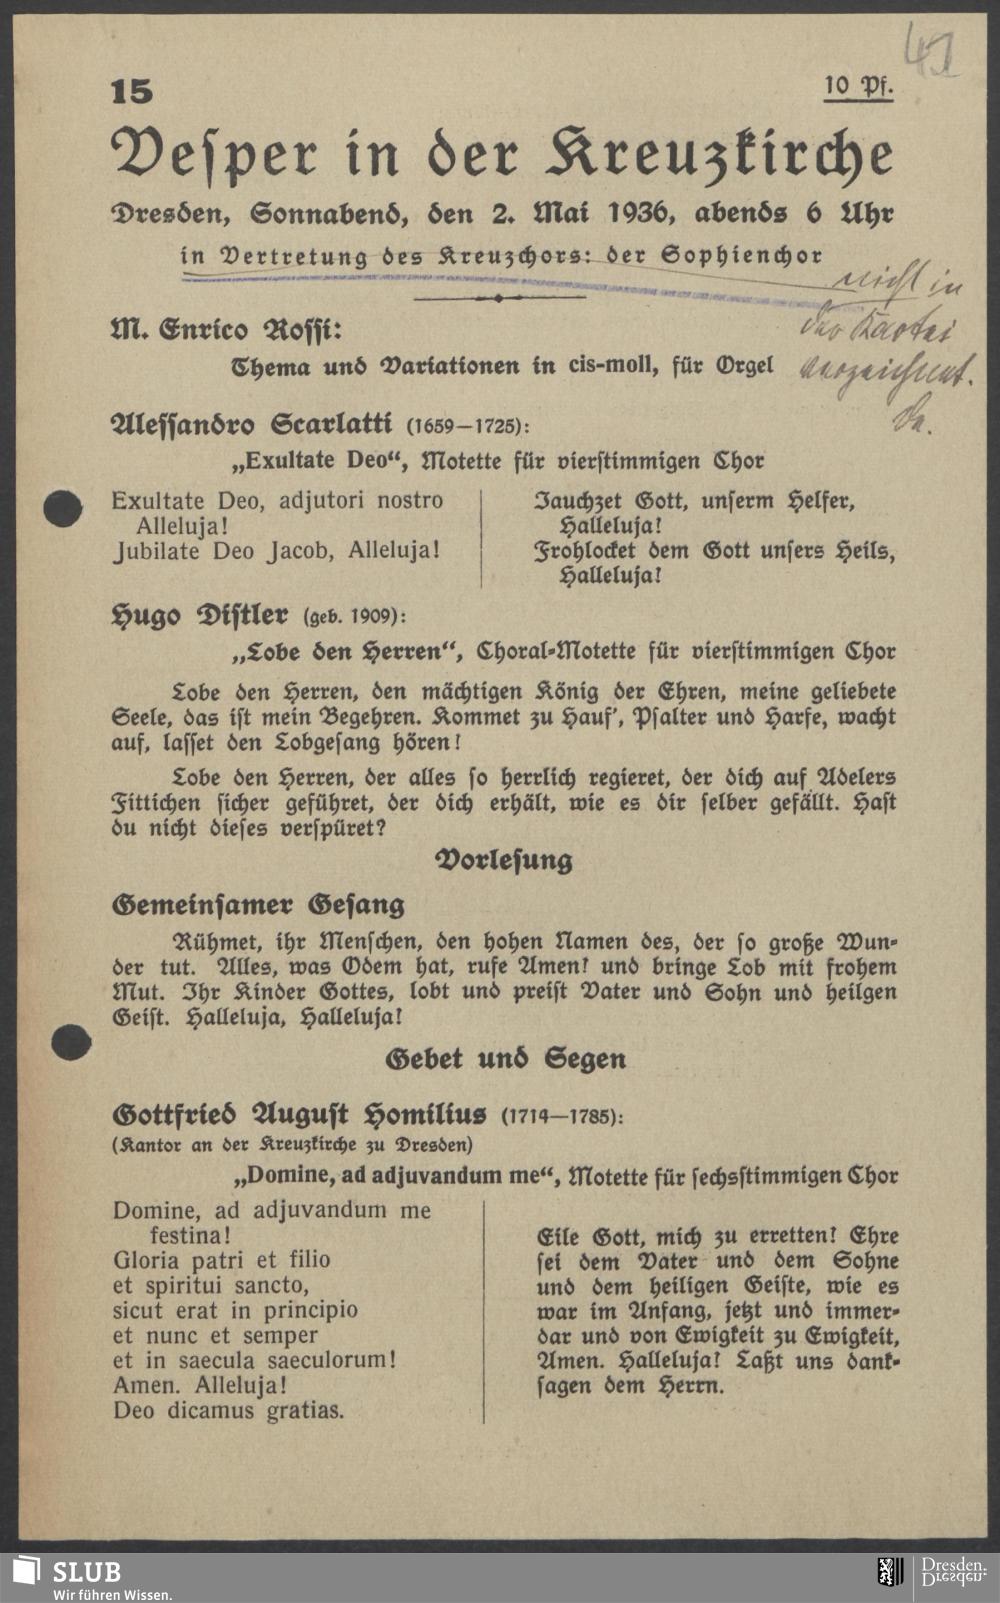 41
15
10 Pf.
Vesper in der Kreuzkirche
Dresden, Sonnabend, den 2. Mai 1936, abends 6 Uhr
in Vertretung des Kreuzchors: der Sophienchor
nicht in
der Kartei
verzeichnet.
M. Enrico Rossi:
Thema und Variationen in cis-moll, für Orgel
Alessandro Scarlatti (1659–1725):
„Exultate Deo“, Motette für vierstimmigen Chor
Exultate Deo, adjutori nostro
Alleluja!
Jubilate Deo Jacob, Alleluja!
Jauchzet Gott, unserm Helfer,
Halleluja!
Frohlocket dem Gott unsers Heils,
Halleluja!
Hugo Distler (geb. 1909):
„Lobe den Herren“, Choral-Motette für vierstimmigen Chor
Lobe den Herren, den mächtigen König der Ehren, meine geliebete
Seele, das ist mein Begehren. Kommet zu Hauf’, Psalter und Harfe, wacht
auf, lasset den Lobgesang hören!
Lobe den Herren, der alles so herrlich regieret, der dich auf Adelers
Fittichen sicher geführet, der dich erhält, wie es dir selber gefällt. Hast
du nicht dieses verspüret?
Vorlesung
Gemeinsamer Gesang
Rühmet, ihr Menschen, den hohen Namen des, der so große Wun-
der tut. Alles, was Odem hat, rufe Amen! und bringe Lob mit frohem
Mut. Ihr Kinder Gottes, lobt und preist Vater und Sohn und heilgen
Geist. Halleluja, Halleluja!
Gebet und Segen
Gottfried August Homilius (1714–1785):
(Kantor an der Kreuzkirche zu Dresden)
„Domine, ad adjuvandum me“, Motette für sechsstimmigen Chor
Domine, ad adjuvandum me
festina!
Gloria patri et filio
et spiritui sancto,
sicut erat in principio
et nunc et semper
et in saecula saeculorum!
Amen. Alleluja!
Deo dicamus gratias.
Eile Gott, mich zu erretten! Ehre
sei dem Vater und dem Sohne
und dem heiligen Geiste, wie es
war im Anfang, jetzt und immer-
dar und von Ewigkeit zu Ewigkeit,
Amen. Halleluja! Laßt uns dank-
sagen dem Herrn.
SLUB
Wir führen Wissen.
Dresden.